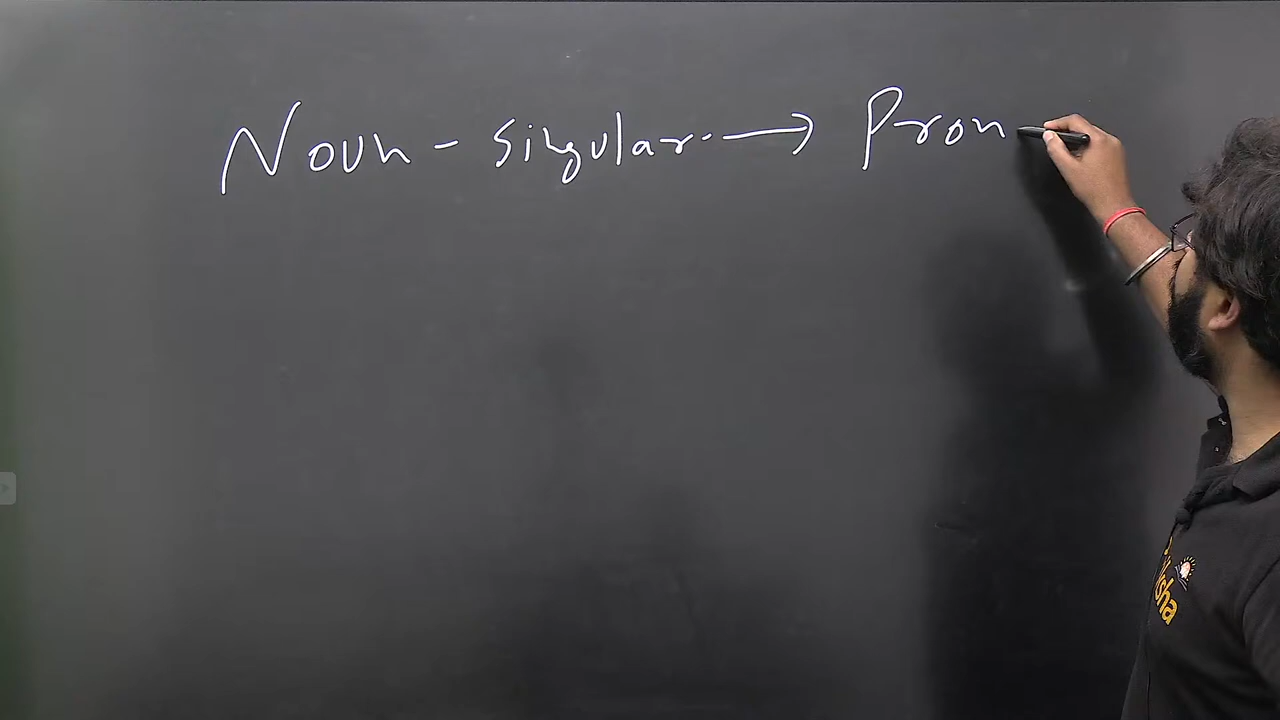 Noun - Singular. → Pron